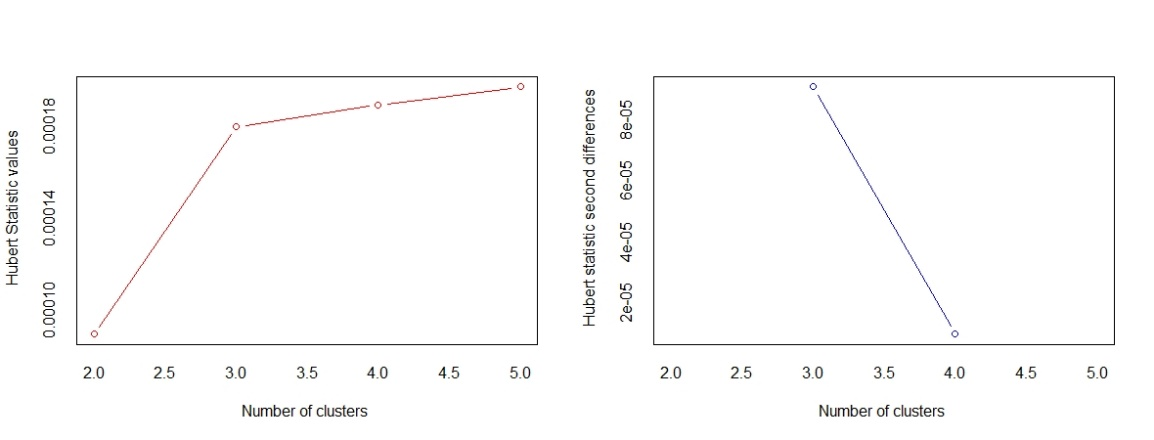 Hubert Statistic values
0.00018
0.00014
0.00010
2.0 2.5 3.0 3.5 4.0 4.5 5.0
Number of clusters
Hubert statistic second differences
8e-05
6e-05
4e-05
2e-05
2.0 2.5 3.0 3.5 4.0 4.5 5.0
Number of clusters